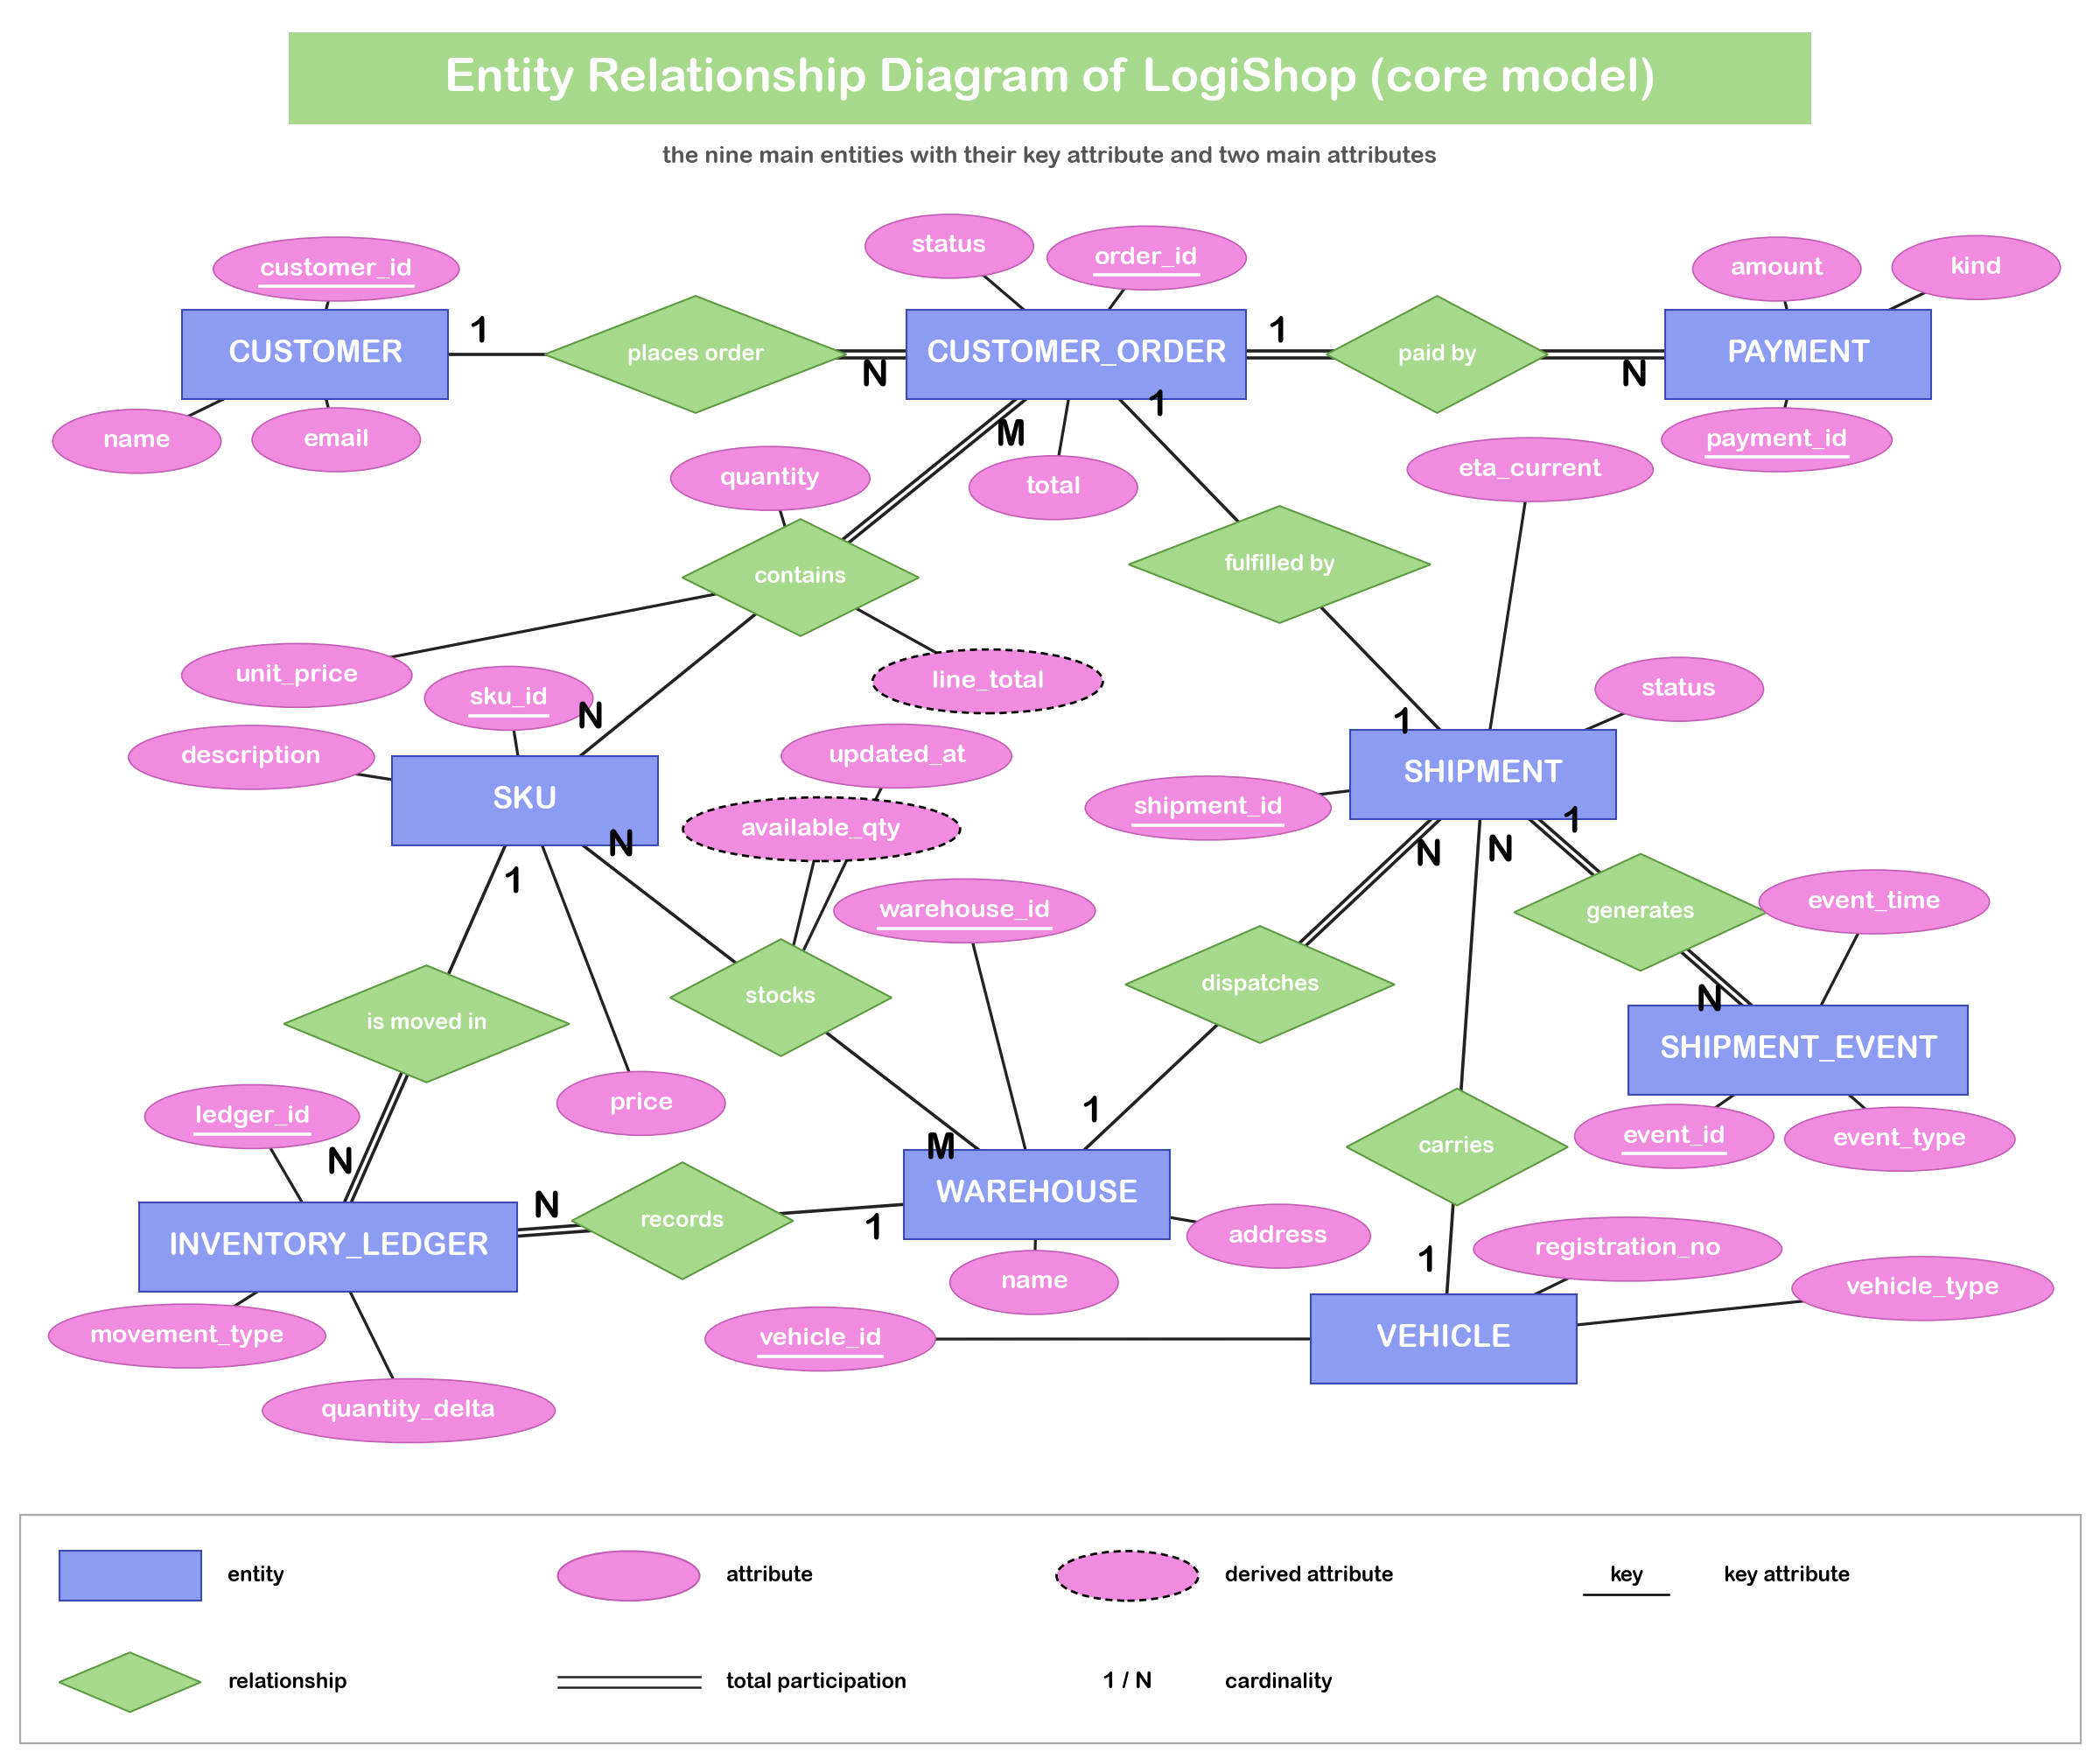 Entity Relationship Diagram of LogiShop (core model)
the nine main entities with their key attribute and two main attributes
status
order_id
customer_id
amount
kind
CUSTOMER
1
places order
N
CUSTOMER_ORDER
1
paid by
N
PAYMENT
name
email
1
M
payment_id
quantity
total
eta_current
contains
fulfilled by
unit_price
sku_id
line_total
status
N
1
description
updated_at
SKU
SHIPMENT
shipment_id
available_qty
N
1
N
N
1
warehouse_id
event_time
generates
stocks
dispatches
is moved in
N
SHIPMENT_EVENT
ledger_id
price
1
event_id
event_type
N
M
carries
WAREHOUSE
N
records
1
address
INVENTORY_LEDGER
1
registration_no
name
vehicle_type
movement_type
vehicle_id
VEHICLE
quantity_delta
entity
attribute
derived attribute
key
key attribute
relationship
total participation
1 / N
cardinality